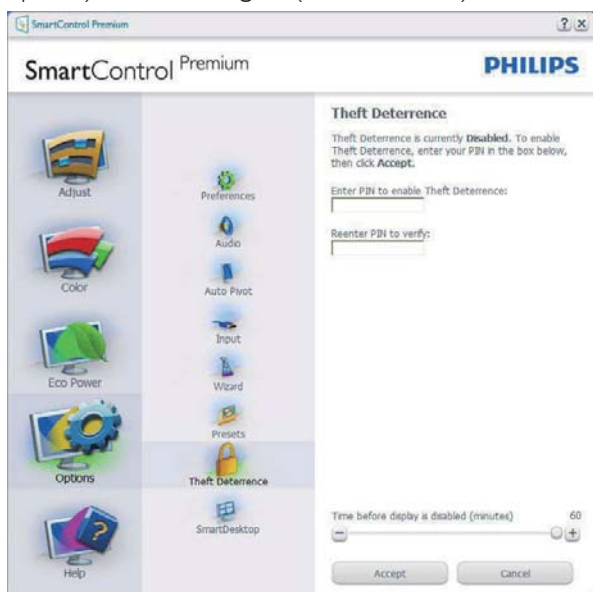 SmartControl Premium
SmartControl Premium
PHILIPS
Adjust
Color
Eco Power
Options
Help
Preferences
Audio
Auto Pivot
Input
Wizard
Presets
Theft Deterrence
SmartDesktop
Theft Deterrence
Theft Deterrence is currently Disabled. To enable
Theft Deterrence, enter your PIN in the box below,
then click Accept.
Enter PIN to enable Theft Deterrence:
Reenter PIN to verify:
Time before display is disabled (minutes) 60
Accept Cancel